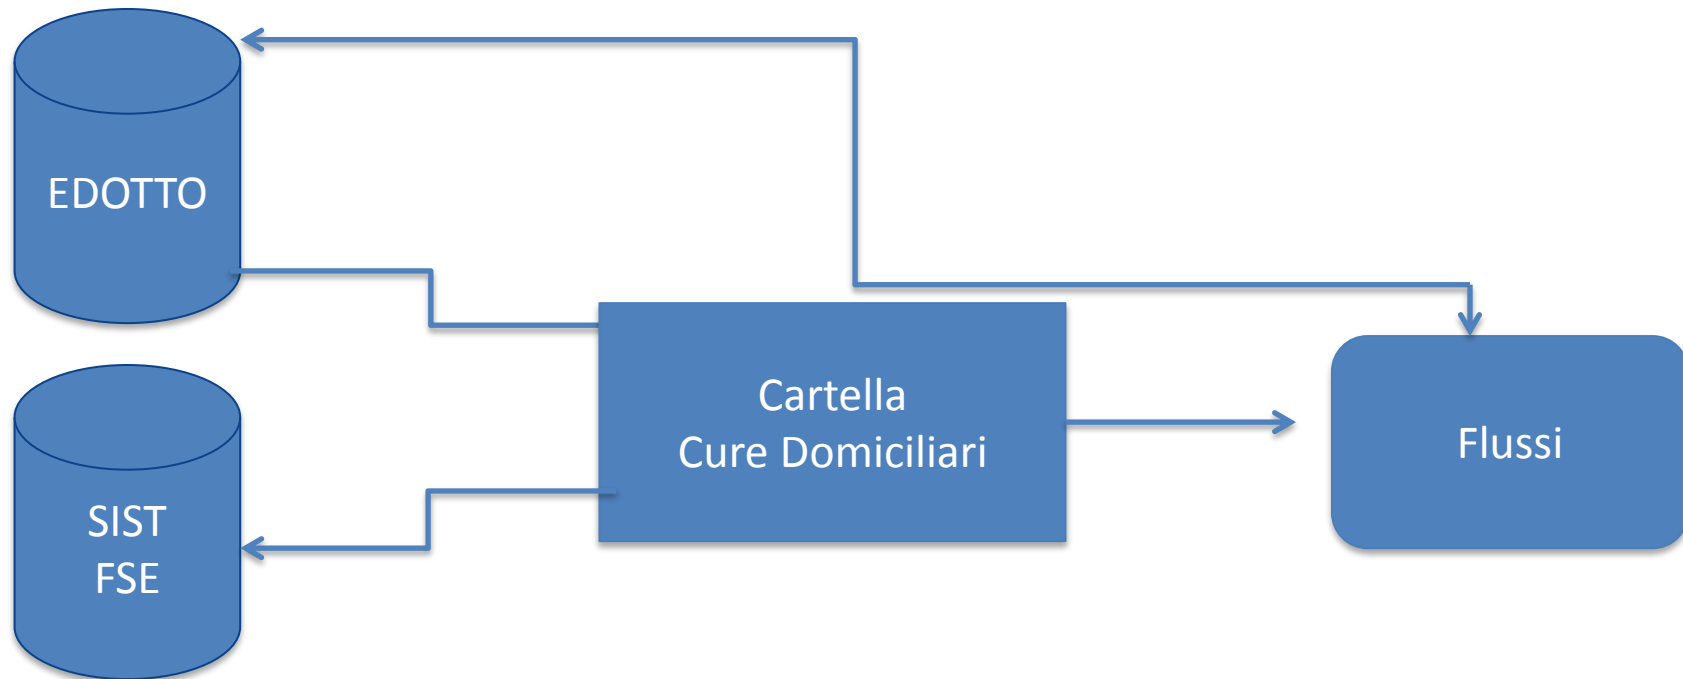 EDOTTO
Cartella
Cure Domiciliari
Flussi
SIST
FSE